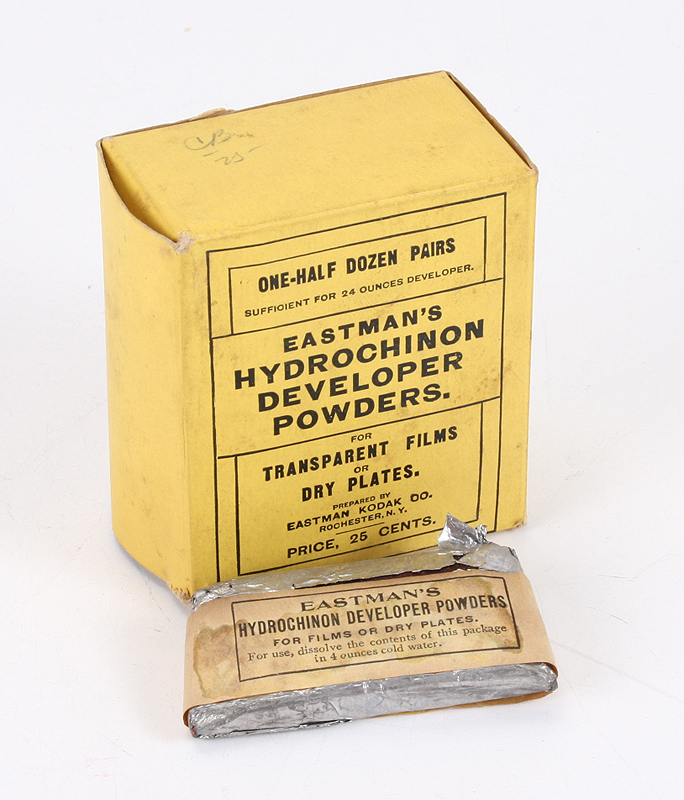 25
ONE-HALF DOZEN PAIRS
SUFFICIENT FOR 24 OUNCES DEVELOPER.
EASTMAN'S
HYDROCHINON
DEVELOPER
POWDERS.
FOR
TRANSPARENT FILMS
OR
DRY PLATES.
PREPARED BY
EASTMAN KODAK CO.
ROCHESTER, N.Y.
PRICE, 25 CENTS.
EASTMAN'S
HYDROCHINON DEVELOPER POWDERS
FOR FILMS OR DRY PLATES.
For use, dissolve the contents of this package
in 4 ounces cold water.